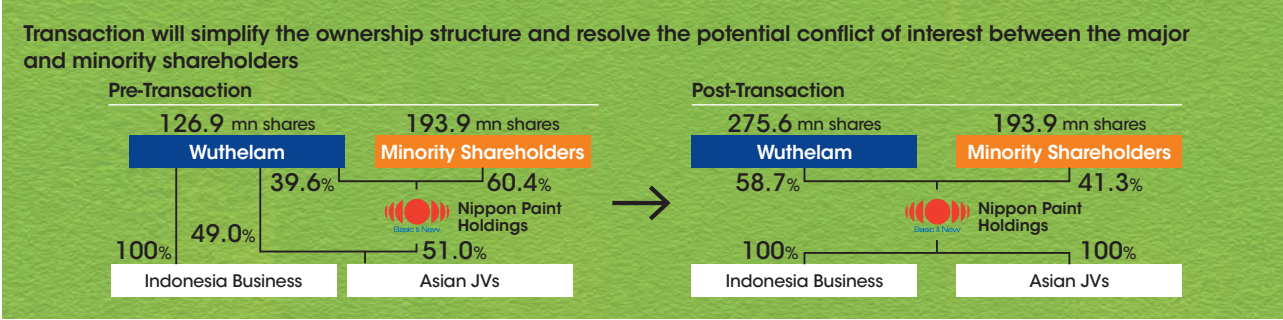 Transaction will simplify the ownership structure and resolve the potential conflict of interest between the major
and minority shareholders
Pre-Transaction
126.9 mn shares
193.9 mn shares
Wuthelam
Minority Shareholders
39.6%
60.4%
Basic & New
Nippon Paint
Holdings
49.0%
100%
51.0%
Indonesia Business
Asian JVs
Post-Transaction
275.6 mn shares
193.9 mn shares
Wuthelam
Minority Shareholders
58.7%
41.3%
Basic & New
Nippon Paint
Holdings
100%
100%
Indonesia Business
Asian JVs